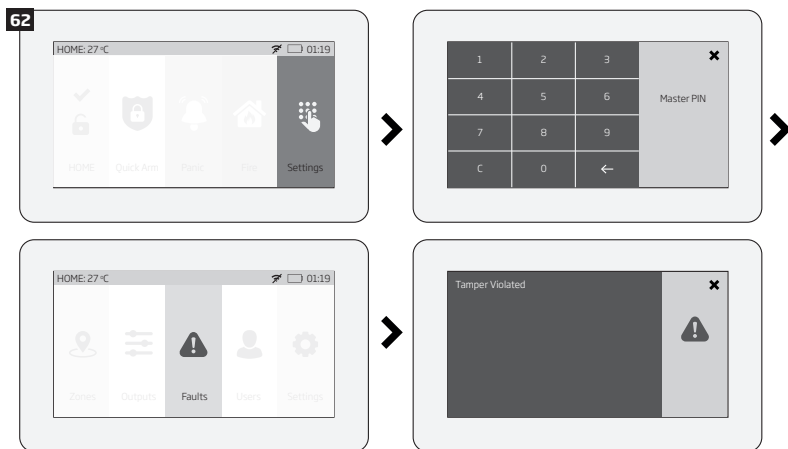 62
HOME: 27 ºC 01:19
HOME Quick Arm Panic Fire Settings
1 2 3
4 5 6 Master PIN
7 8 9
C 0
HOME: 27 ºC 01:19
Zones Outputs Faults Users Settings
Tamper Violated